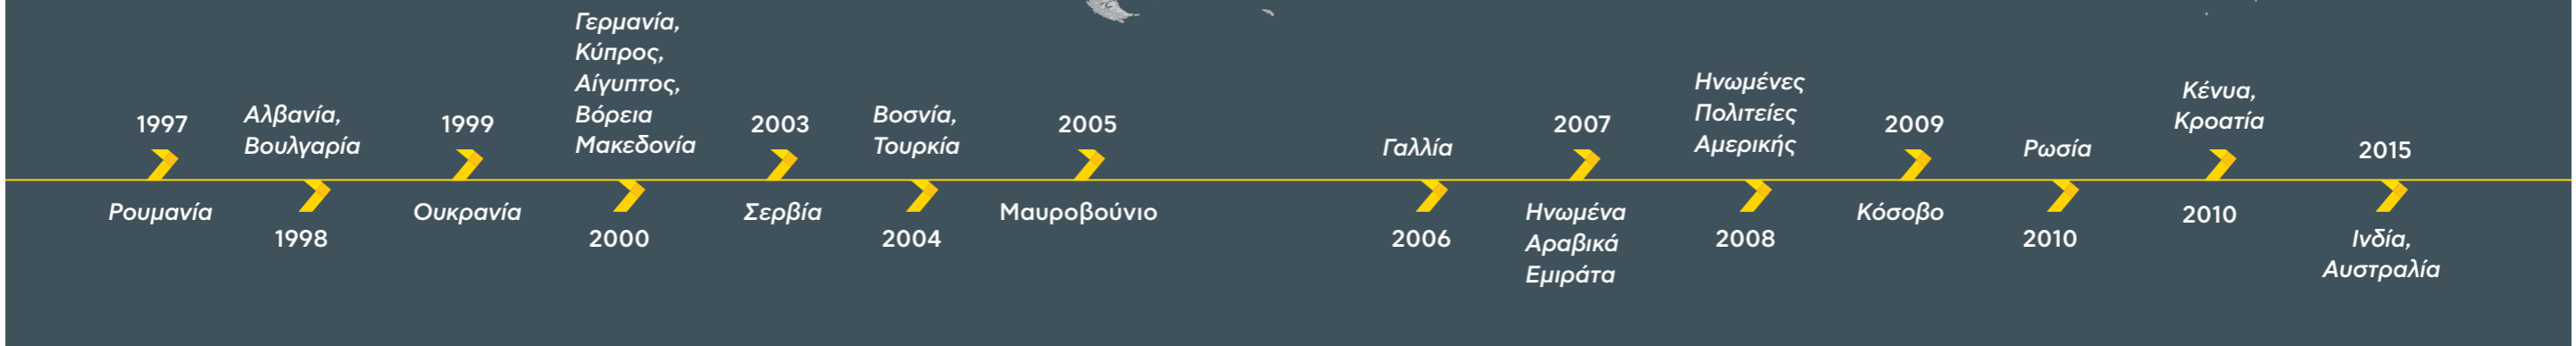 1997
Ρουμανία
Αλβανία,
Βουλγαρία
1998
1999
Ουκρανία
Γερμανία,
Κύπρος,
Αίγυπτος,
Βόρεια
Μακεδονία
2000
2003
Σερβία
Βοσνία,
Τουρκία
2004
2005
Μαυροβούνιο
Γαλλία
2006
2007
Ηνωμένα
Αραβικά
Εμιράτα
Ηνωμένες
Πολιτείες
Αμερικής
2008
2009
Κόσοβο
Ρωσία
2010
Κένυα,
Κροατία
2010
2015
Ινδία,
Αυστραλία